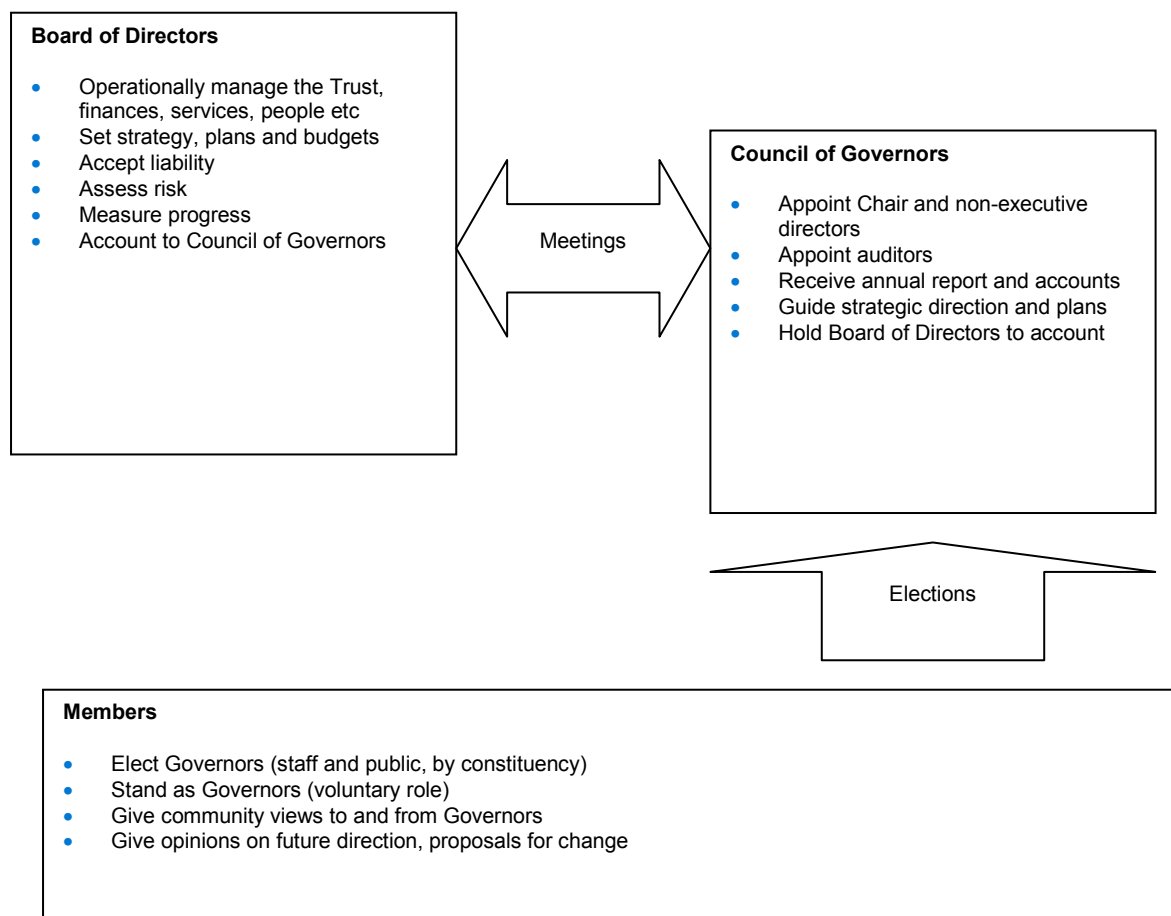 Board of Directors
• Operationally manage the Trust,
finances, services, people etc
• Set strategy, plans and budgets
• Accept liability
• Assess risk
• Measure progress
• Account to Council of Governors
Meetings
Council of Governors
• Appoint Chair and non-executive
directors
• Appoint auditors
• Receive annual report and accounts
• Guide strategic direction and plans
• Hold Board of Directors to account
Elections
Members
• Elect Governors (staff and public, by constituency)
• Stand as Governors (voluntary role)
• Give community views to and from Governors
• Give opinions on future direction, proposals for change